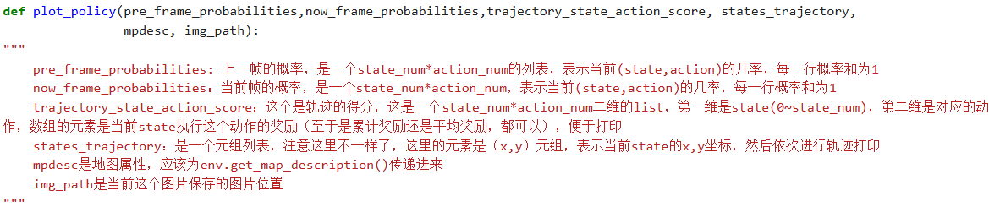 def plot_policy(pre_frame_probabilities,now_frame_probabilities,trajectory_state_action_score, states_trajectory,
mpdesc, img_path):
"""
pre_frame_probabilities: 上一帧的概率，是一个state_num*action_num的列表，表示当前(state,action)的几率，每一行概率和为1
now_frame_probabilities：当前帧的概率，是一个state_num*action_num，表示当前(state,action)的几率，每一行概率和为1
trajectory_state_action_score：这个是轨迹的得分，这是一个state_num*action_num二维的list，第一维是state(0~state_num)，第二维是对应的动
作，数组的元素是当前state执行这个动作的奖励（至于是累计奖励还是平均奖励，都可以），便于打印
states_trajectory：是一个元组列表，注意这里不一样了，这里的元素是（x,y）元组，表示当前state的x,y坐标，然后依次进行轨迹打印
mpdesc是地图属性，应该为env.get_map_description()传递进来
img_path是当前这个图片保存的图片位置
"""